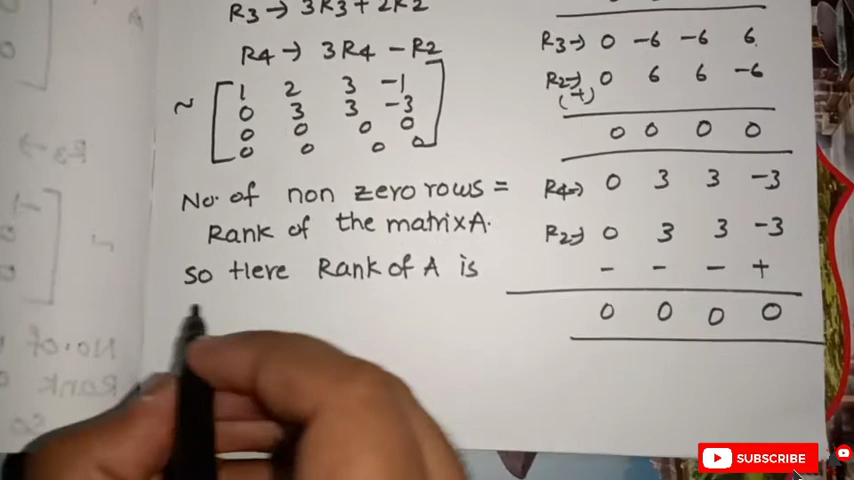 R3 → 3R3 + 2R2
R4 → 3R4 - R2
~ [ 1 2 3 -1
0 3 3 -3
0 0 0 0
0 0 0 0 ]
No. of non zero rows =
Rank of the matrix A.
so Here Rank of A is
R3→ 0 -6 -6 6
R2→ 0 6 6 -6
(+)
0 0 0 0
R4→ 0 3 3 -3
R2→ 0 3 3 -3
- - - +
0 0 0 0
SUBSCRIBE